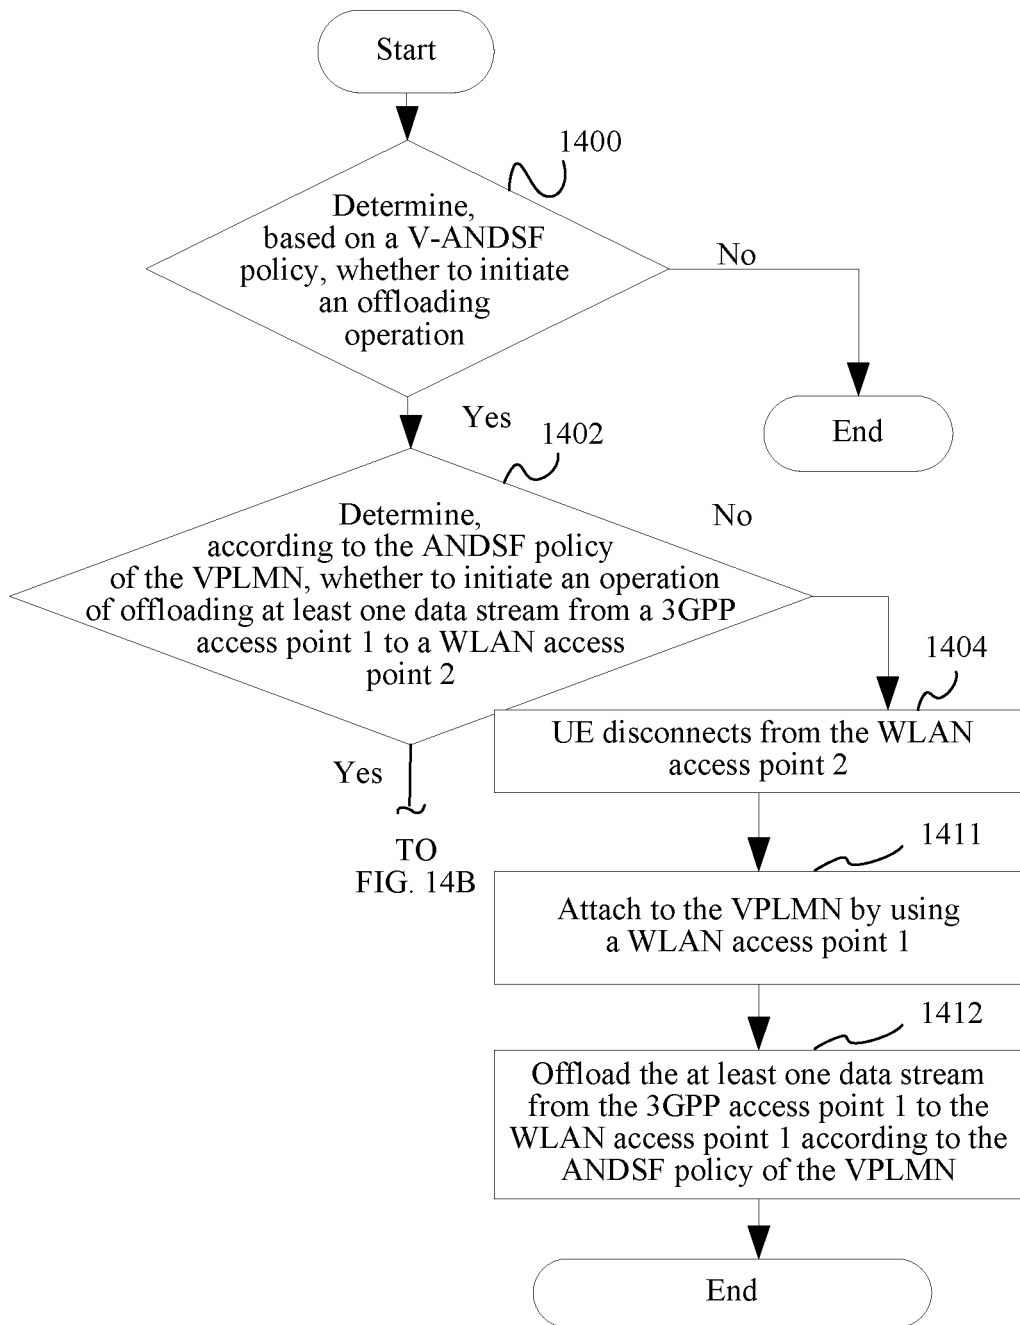 Start
1400
Determine,
based on a V-ANDSF
policy, whether to initiate
an offloading
operation
No
End
Yes
1402
Determine,
according to the ANDSF policy
of the VPLMN, whether to initiate an operation
of offloading at least one data stream from a 3GPP
access point 1 to a WLAN access
point 2
No
1404
UE disconnects from the WLAN
access point 2
Yes
TO
FIG. 14B
1411
Attach to the VPLMN by using
a WLAN access point 1
1412
Offload the at least one data stream
from the 3GPP access point 1 to the
WLAN access point 1 according to the
ANDSF policy of the VPLMN
End